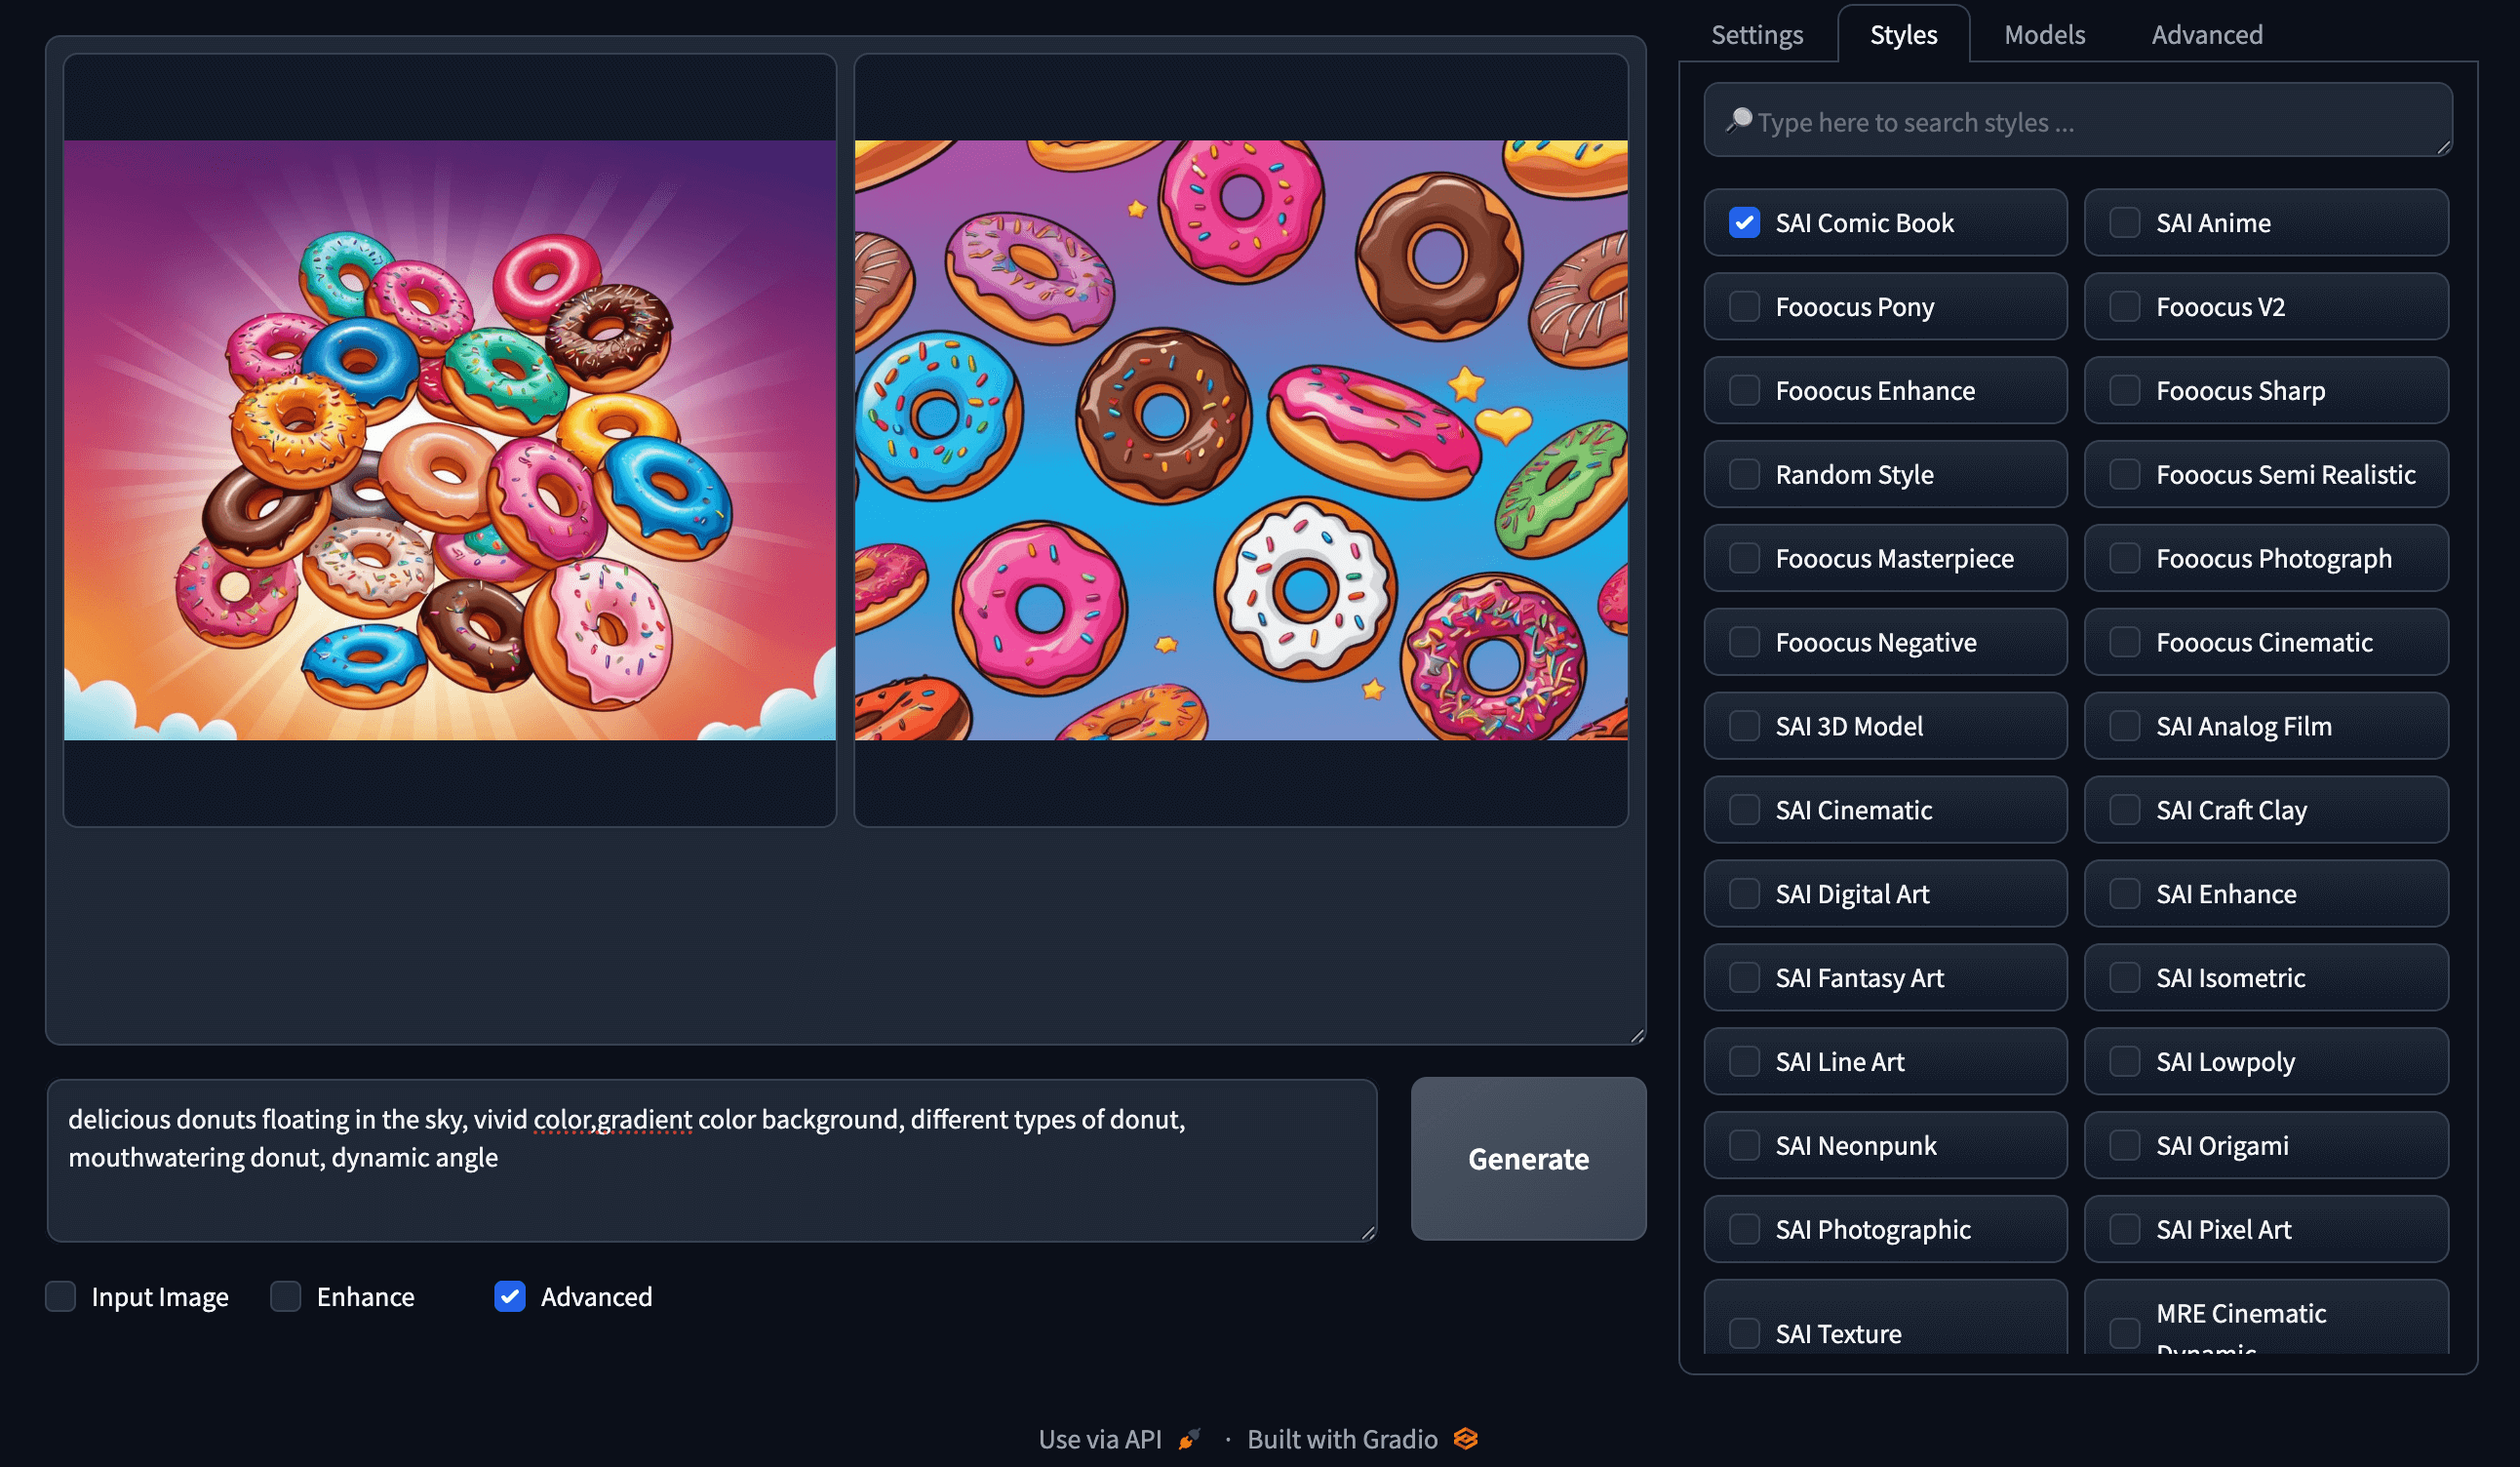 Settings
Styles
Models
Advanced
Type here to search styles ...
SAI Comic Book
SAI Anime
Fooocus Pony
Fooocus V2
Fooocus Enhance
Fooocus Sharp
Random Style
Fooocus Semi Realistic
Fooocus Masterpiece
Fooocus Photograph
Fooocus Negative
Fooocus Cinematic
SAI 3D Model
SAI Analog Film
SAI Cinematic
SAI Craft Clay
SAI Digital Art
SAI Enhance
SAI Fantasy Art
SAI Isometric
SAI Line Art
SAI Lowpoly
SAI Neonpunk
SAI Origami
SAI Photographic
SAI Pixel Art
SAI Texture
MRE Cinematic
Dynamic
delicious donuts floating in the sky, vivid color,gradient color background, different types of donut,
mouthwatering donut, dynamic angle
Generate
Input Image
Enhance
Advanced
Use via API · Built with Gradio